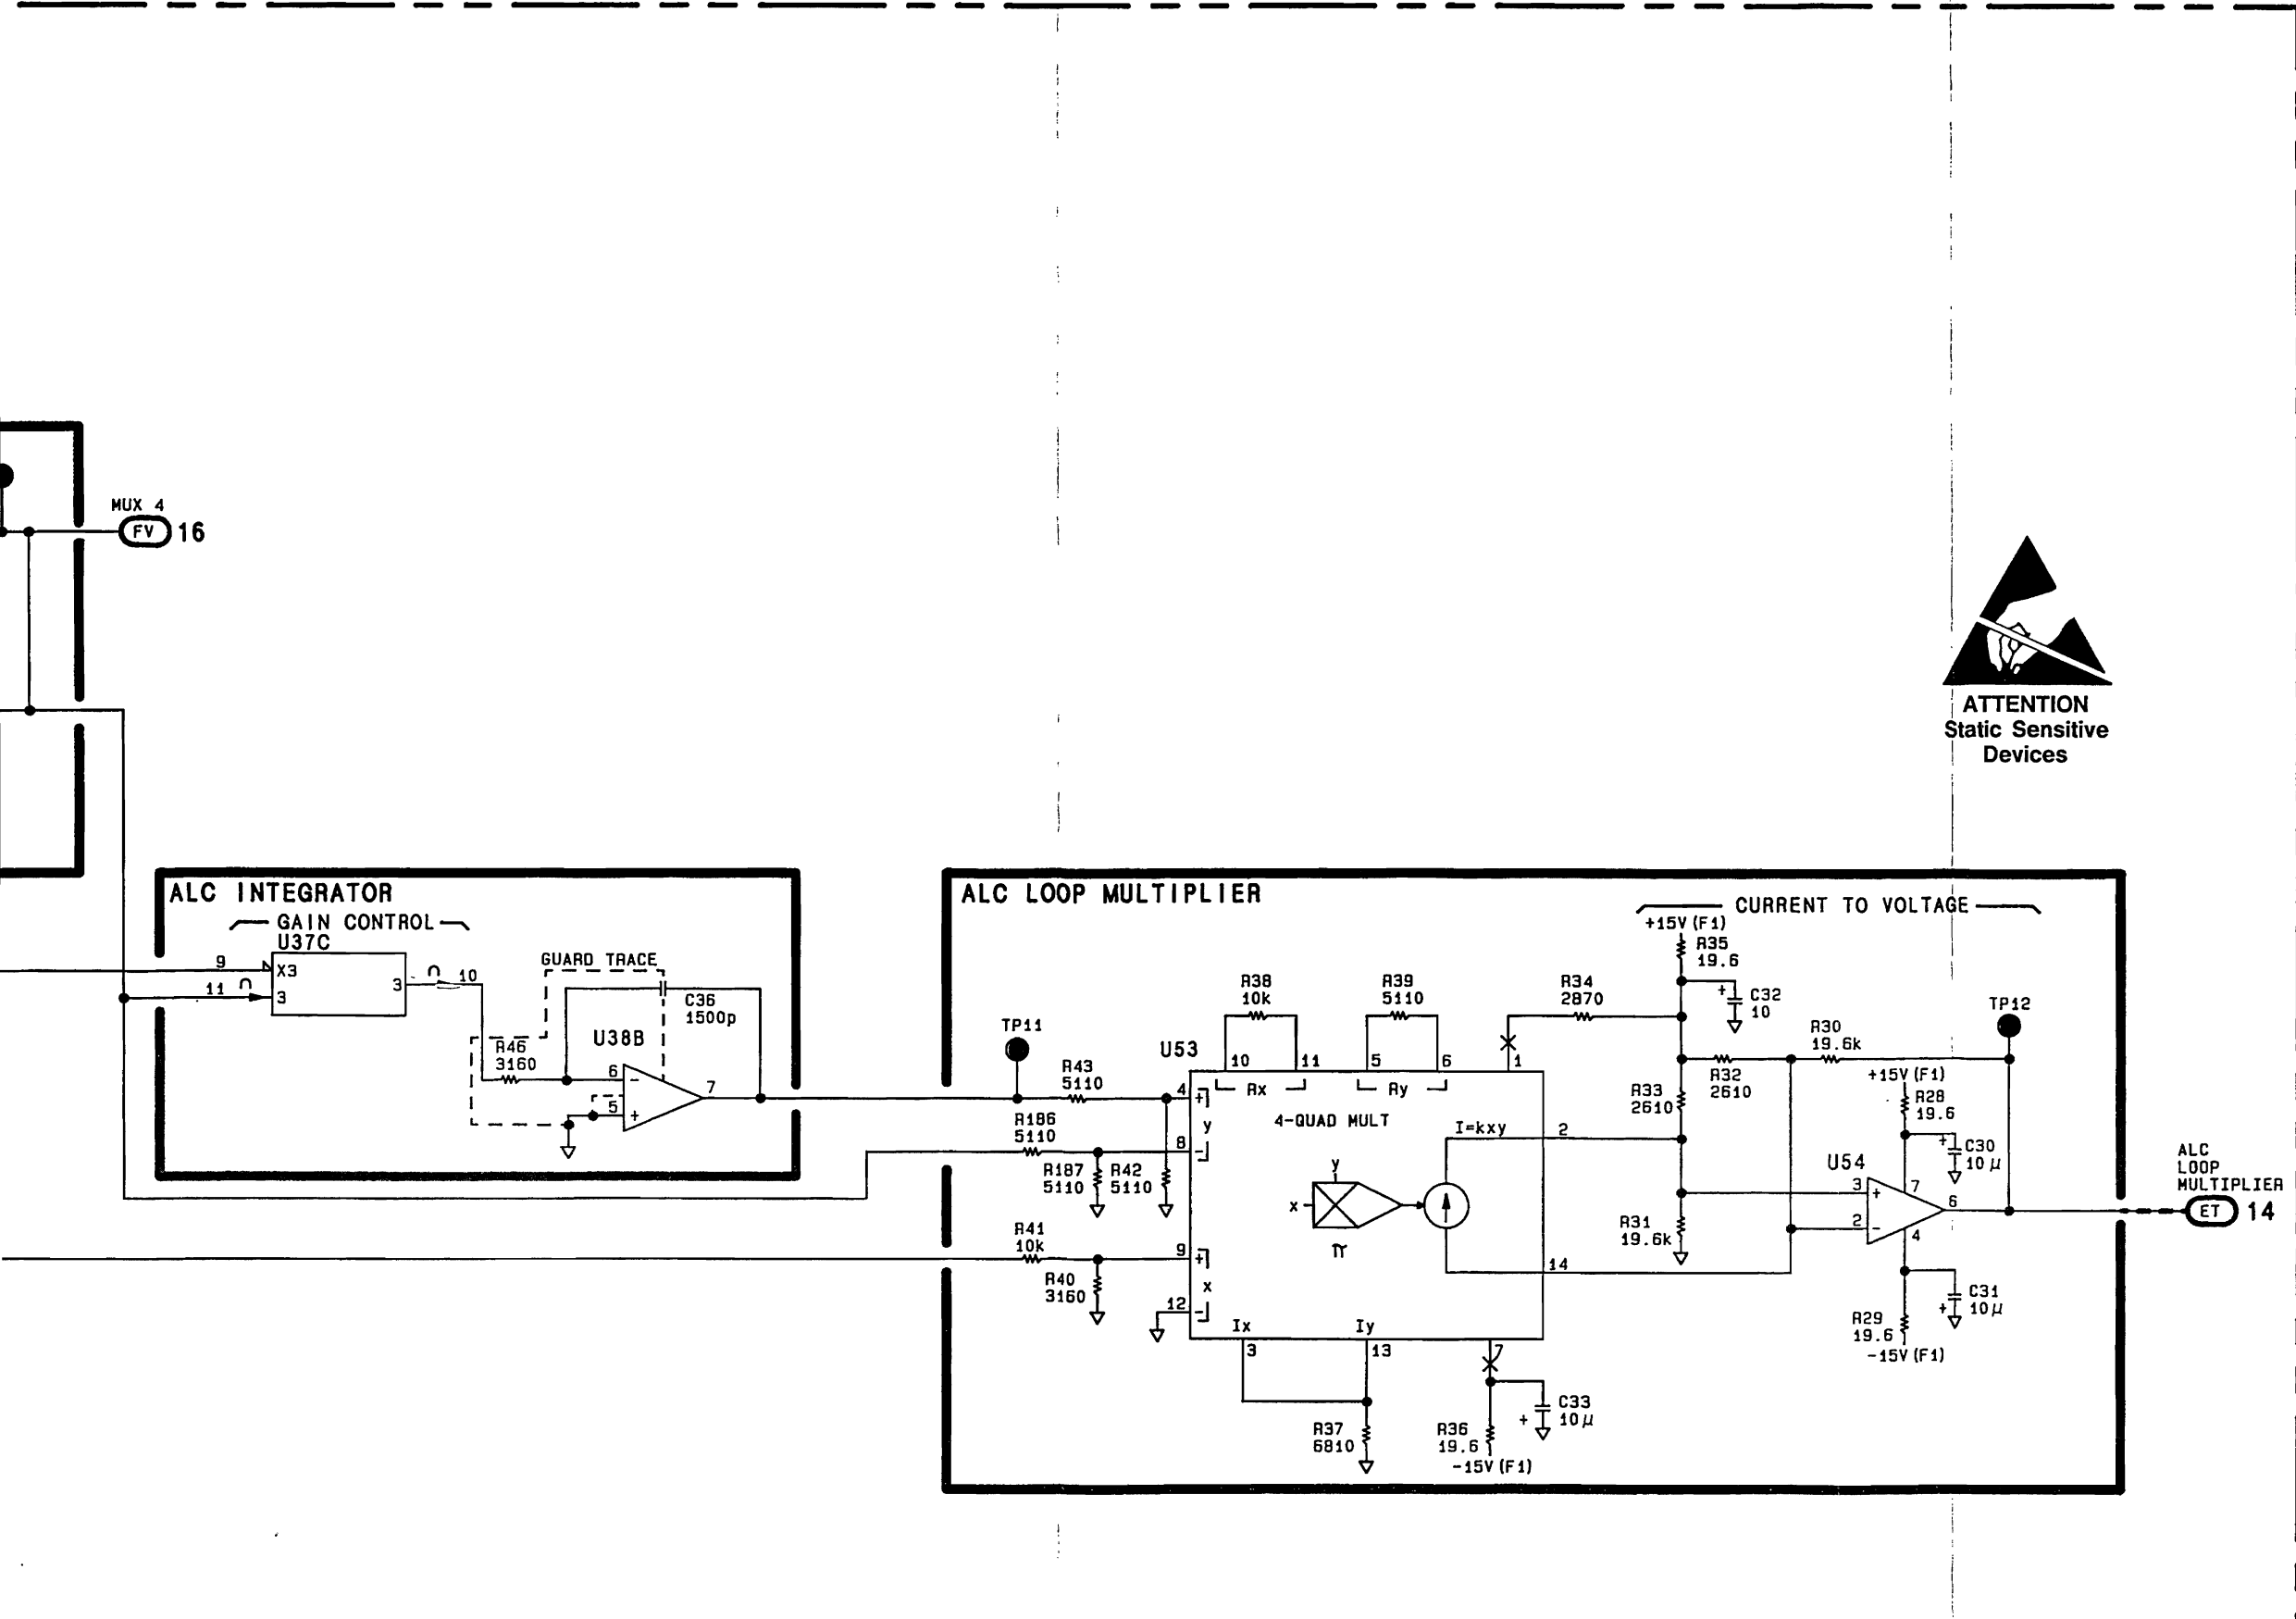 MUX 4
FV 16
ATTENTION
Static Sensitive
Devices
ALC INTEGRATOR
GAIN CONTROL
U37C
9
X3
11
3
3
10
GUARD TRACE
C36
1500p
R46
3160
U38B
6
-
5
+
7
ALC LOOP MULTIPLIER
CURRENT TO VOLTAGE
+15V(F1)
R35
19.6
+
C32
10
R38
10k
R39
5110
R34
2870
TP12
TP11
R30
19.6k
U53
10
11
5
6
1
R43
5110
Rx
Ry
R33
2610
R32
2610
+15V(F1)
R28
19.6
4
+
R186
5110
y
4-QUAD MULT
I=kxy
2
8
-
R187
5110
R42
5110
+
C30
10µ
U54
ALC
LOOP
MULTIPLIER
ET 14
y
x
π
3
+
7
6
2
-
4
R31
19.6k
R41
10k
9
+
14
R40
3160
x
12
-
+
C31
10µ
R29
19.6
-15V(F1)
Ix
Iy
3
13
7
C33
10µ
+
R37
6810
R36
19.6
-15V(F1)